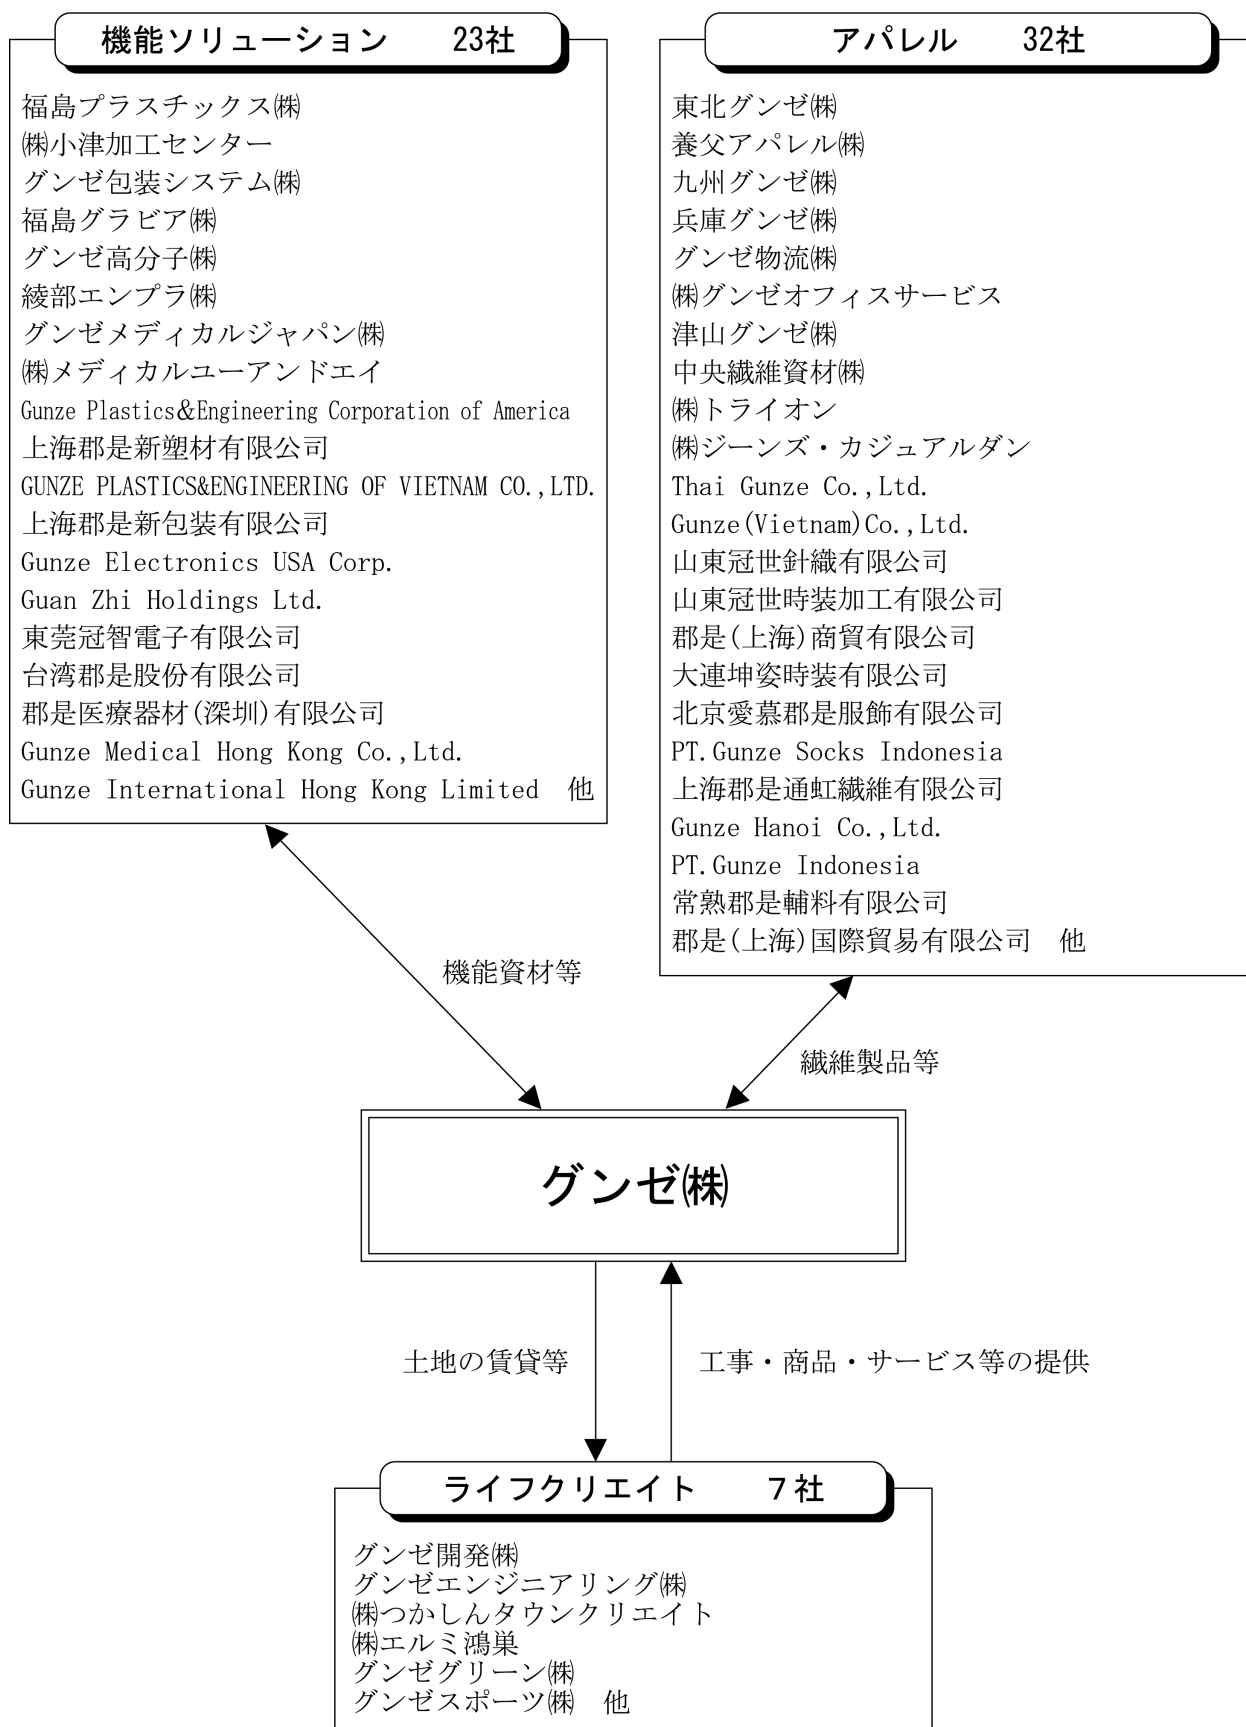 機能ソリューション　23社
福島プラスチックス㈱
㈱小津加工センター
グンゼ包装システム㈱
福島グラビア㈱
グンゼ高分子㈱
綾部エンプラ㈱
グンゼメディカルジャパン㈱
㈱メディカルユーアンドエイ
Gunze Plastics＆Engineering Corporation of America
上海郡是新塑材有限公司
GUNZE PLASTICS&ENGINEERING OF VIETNAM CO.,LTD.
上海郡是新包装有限公司
Gunze Electronics USA Corp.
Guan Zhi Holdings Ltd.
東莞冠智電子有限公司
台湾郡是股份有限公司
郡是医療器材(深圳)有限公司
Gunze Medical Hong Kong Co.,Ltd.
Gunze International Hong Kong Limited　他
アパレル　32社
東北グンゼ㈱
養父アパレル㈱
九州グンゼ㈱
兵庫グンゼ㈱
グンゼ物流㈱
㈱グンゼオフィスサービス
津山グンゼ㈱
中央繊維資材㈱
㈱トライオン
㈱ジーンズ・カジュアルダン
Thai Gunze Co.,Ltd.
Gunze(Vietnam)Co.,Ltd.
山東冠世針織有限公司
山東冠世時装加工有限公司
郡是(上海)商貿有限公司
大連坤姿時装有限公司
北京愛慕郡是服飾有限公司
PT.Gunze Socks Indonesia
上海郡是通虹繊維有限公司
Gunze Hanoi Co.,Ltd.
PT.Gunze Indonesia
常熟郡是輔料有限公司
郡是(上海)国際貿易有限公司　他
機能資材等
繊維製品等
グンゼ㈱
土地の賃貸等
工事・商品・サービス等の提供
ライフクリエイト　７社
グンゼ開発㈱
グンゼエンジニアリング㈱
㈱つかしんタウンクリエイト
㈱エルミ鴻巣
グンゼグリーン㈱
グンゼスポーツ㈱　他